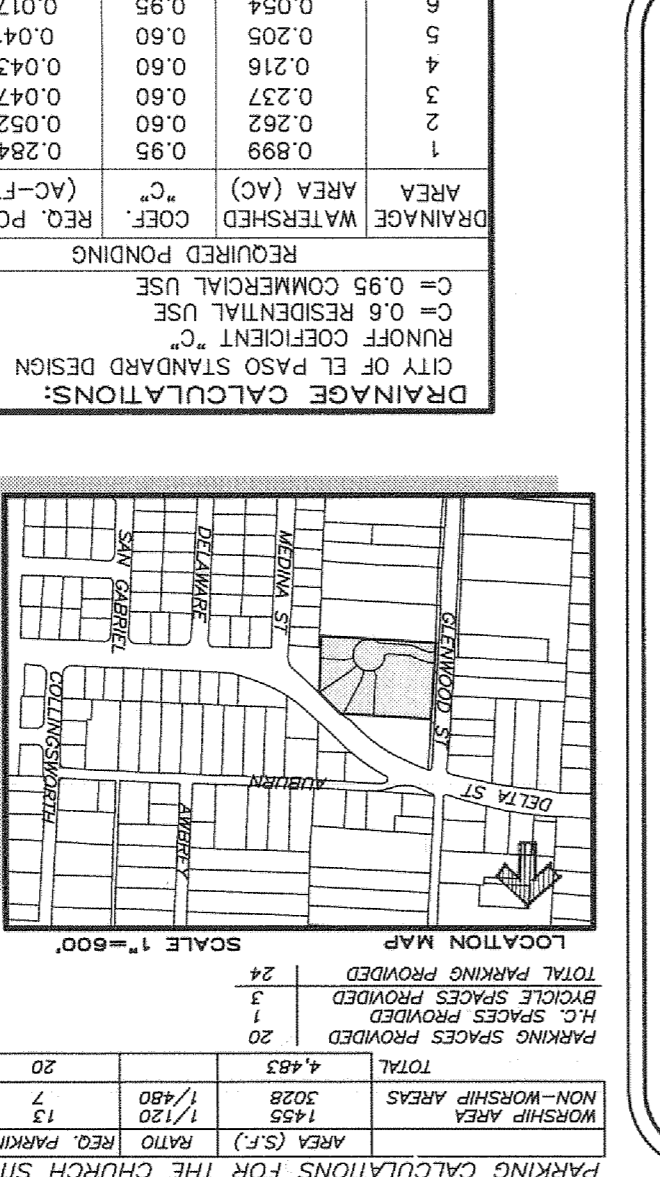 PARKING CALCULATIONS FOR THE CHURCH
AREA (S.F.) RATIO REQ. PARKIN
WORSHIP AREA 1455 1/120 13
NON-WORSHIP AREAS 3028 1/480 7
TOTAL 4,483 20
PARKING SPACES PROVIDED 20
H.C. SPACES PROVIDED 1
BYCICLE SPACES PROVIDED 3
TOTAL PARKING PROVIDED 24
LOCATION MAP SCALE 1"=600'
DELTA ST
AWBREY
COLLINGSWORTH
AUBURN
GLENWOOD ST
MEDINA ST
DELAWARE
SAN GABRIEL
DRAINAGE CALCULATIONS:
CITY OF EL PASO STANDARD DESIGN
RUNOFF COEFFICIENT "C"
C= 0.6 RESIDENTIAL USE
C= 0.95 COMMERCIAL USE
REQUIRED PONDING
DRAINAGE WATERSHED COEF. REQ. PO
AREA AREA (AC) "C" (AC-F
1 0.899 0.95 0.284
2 0.262 0.60 0.052
3 0.237 0.60 0.047
4 0.216 0.60 0.043
5 0.205 0.60 0.041
6 0.054 0.95 0.017